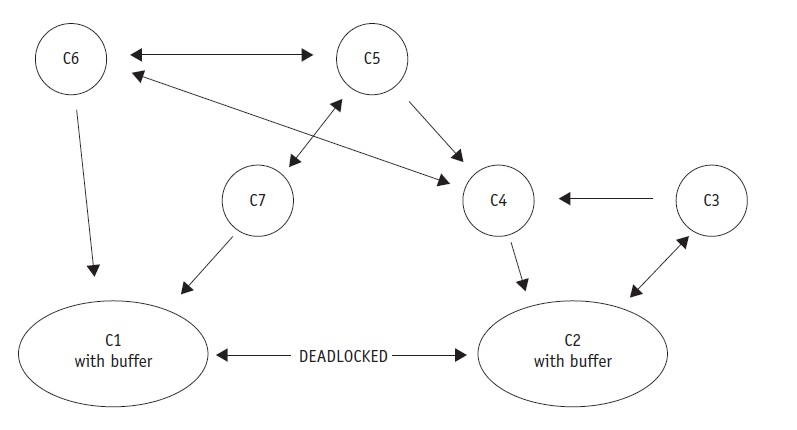 C6
C5
C7
C4
C3
C1
with buffer
DEADLOCKED
C2
with buffer